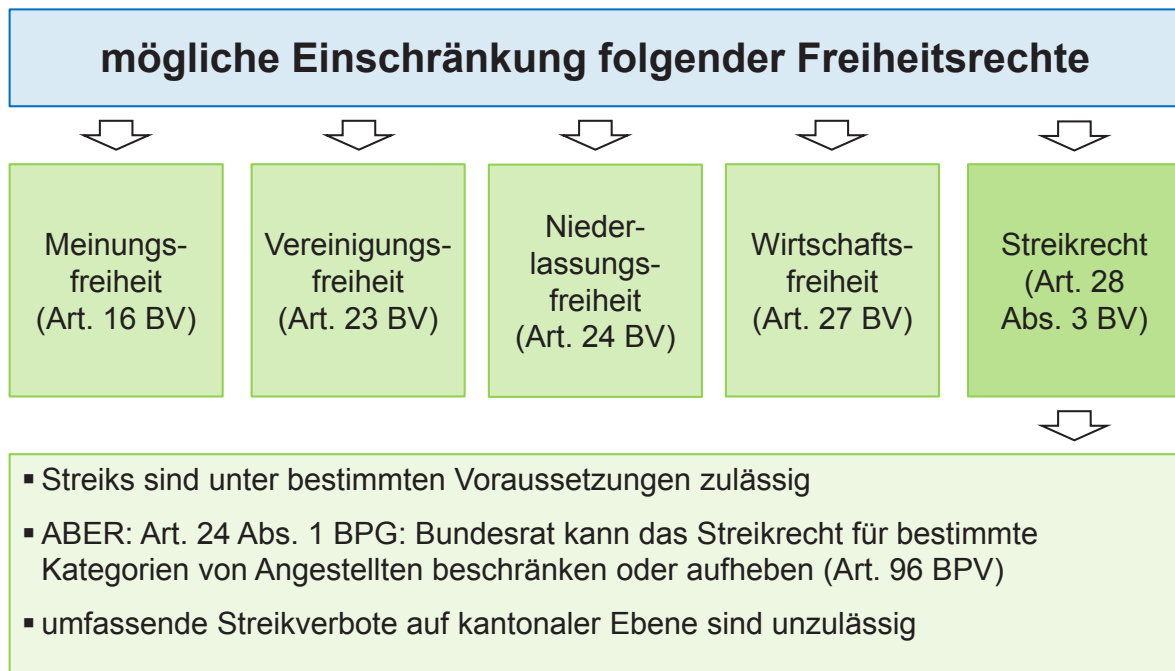 mögliche Einschränkung folgender Freiheitsrechte
Meinungs-
freiheit
(Art. 16 BV)
Vereinigungs-
freiheit
(Art. 23 BV)
Nieder-
lassungs-
freiheit
(Art. 24 BV)
Wirtschafts-
freiheit
(Art. 27 BV)
Streikrecht
(Art. 28
Abs. 3 BV)
▪ Streiks sind unter bestimmten Voraussetzungen zulässig
▪ ABER: Art. 24 Abs. 1 BPG: Bundesrat kann das Streikrecht für bestimmte
Kategorien von Angestellten beschränken oder aufheben (Art. 96 BPV)
▪ umfassende Streikverbote auf kantonaler Ebene sind unzulässig